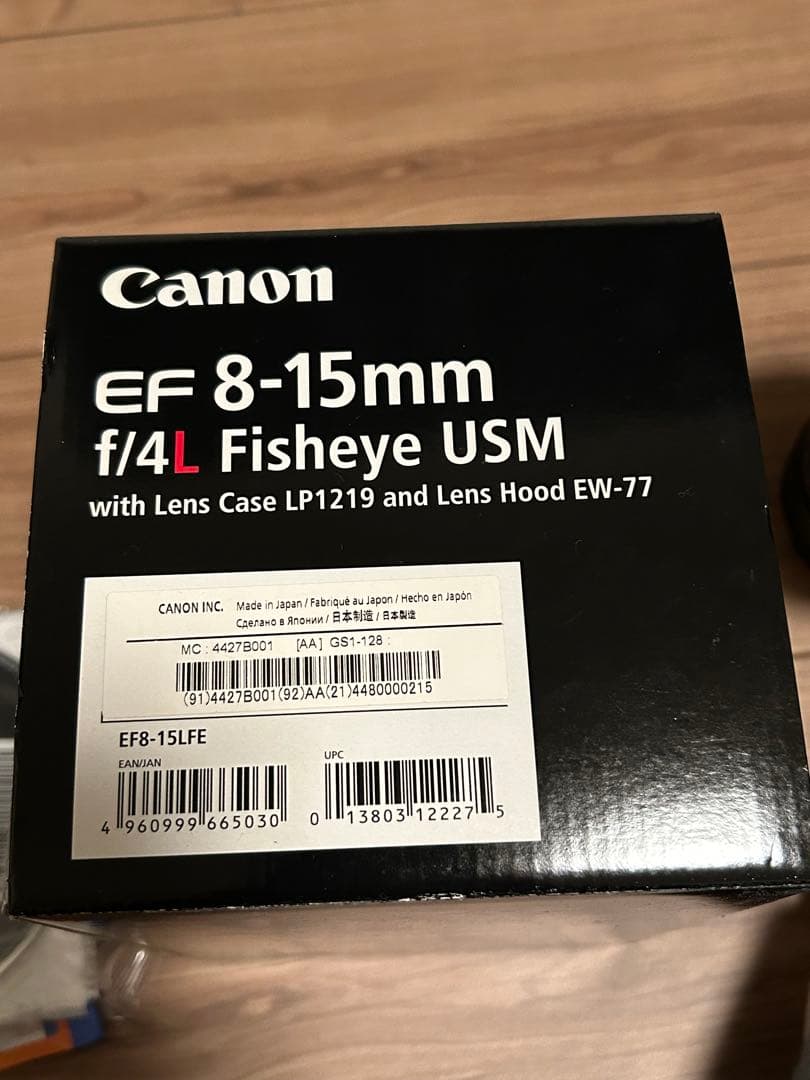 Canon
EF 8-15mm
f/4L Fisheye USM
with Lens Case LP1219 and Lens Hood EW-77
CANON INC. Made in Japan / Fabriqué au Japon / Hecho en Japón
Сделано в Японии / 日本制造 / 日本製造
MC : 4427B001 [AA] GS1-128 :
(91)4427B001(92)AA(21)4480000215
EF8-15LFE
EAN/JAN UPC
4 960999 665030 0 13803 12227 5